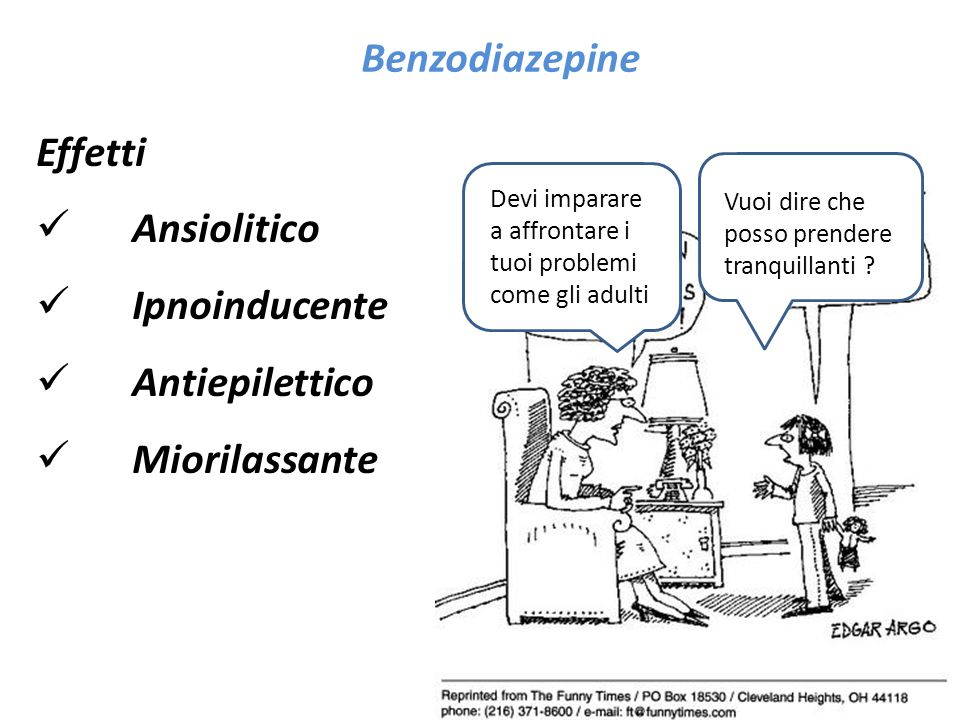 Benzodiazepine
Effetti
✓ Ansiolitico
✓ Ipnoinducente
✓ Antiepilettico
✓ Miorilassante
Devi imparare
a affrontare i
tuoi problemi
come gli adulti
Vuoi dire che
posso prendere
tranquillanti ?
EDGAR ARGO
Reprinted from The Funny Times / PO Box 18530 / Cleveland Heights, OH 44118
phone: (216) 371-8600 / e-mail: ft@funnytimes.com